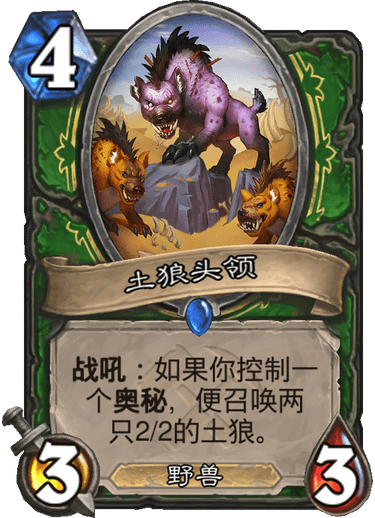 4
土狼头领
战吼：如果你控制一
个奥秘，便召唤两
只2/2的土狼。
3
野兽
3